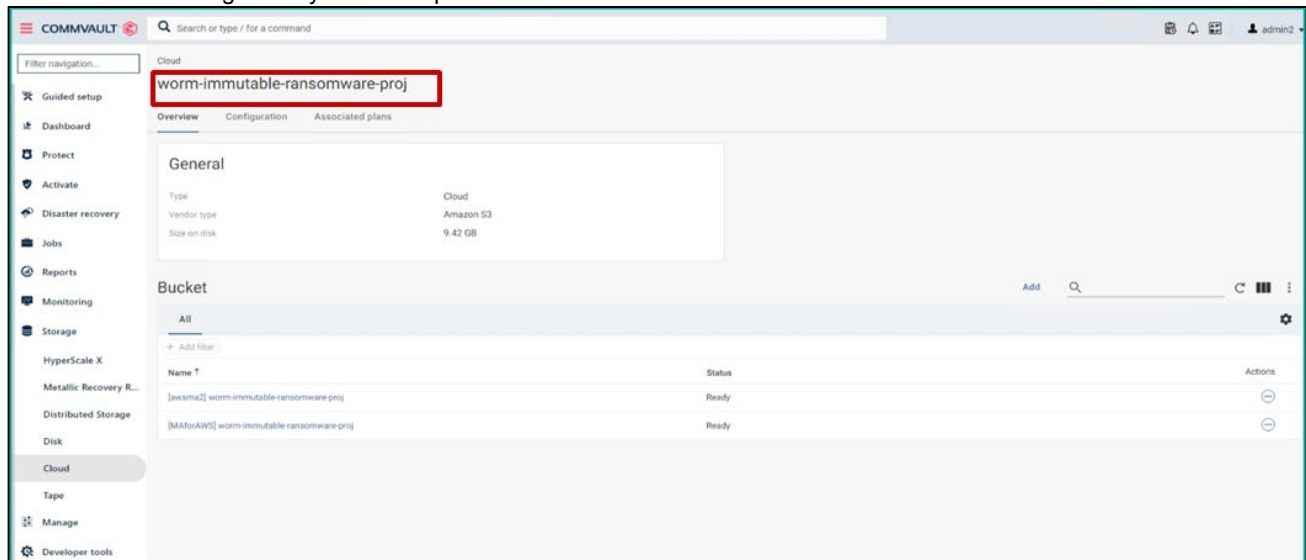 COMMVAULT
Search or type / for a command
admin2
Filter navigation...
Guided setup
Dashboard
Protect
Activate
Disaster recovery
Jobs
Reports
Monitoring
Storage
HyperScale X
Metallic Recovery R...
Distributed Storage
Disk
Cloud
Tape
Manage
Developer tools
Cloud
worm-immutable-ransomware-proj
Overview Configuration Associated plans
General
Type Cloud
Vendor type Amazon S3
Size on disk 9.42 GB
Bucket Add
All
+ Add filter
Name ↑ Status Actions
[awsma2] worm-immutable-ransomware-proj Ready
[MAforAWS] worm-immutable-ransomware-proj Ready